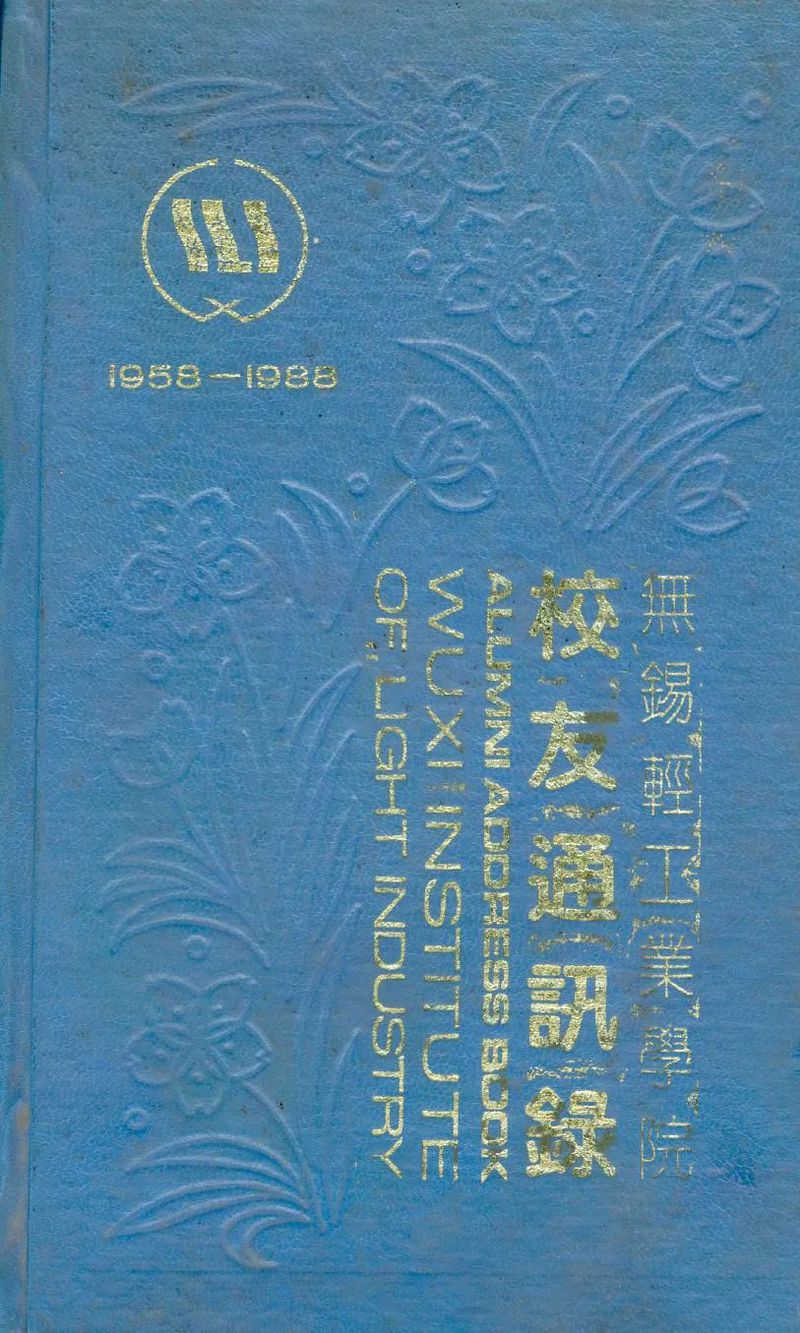 ILI
1958—1988
無錫輕工業學院
校友通訊錄
ALUMNI ADDRESS BOOK
WUXI INSTITUTE
OF LIGHT INDUSTRY